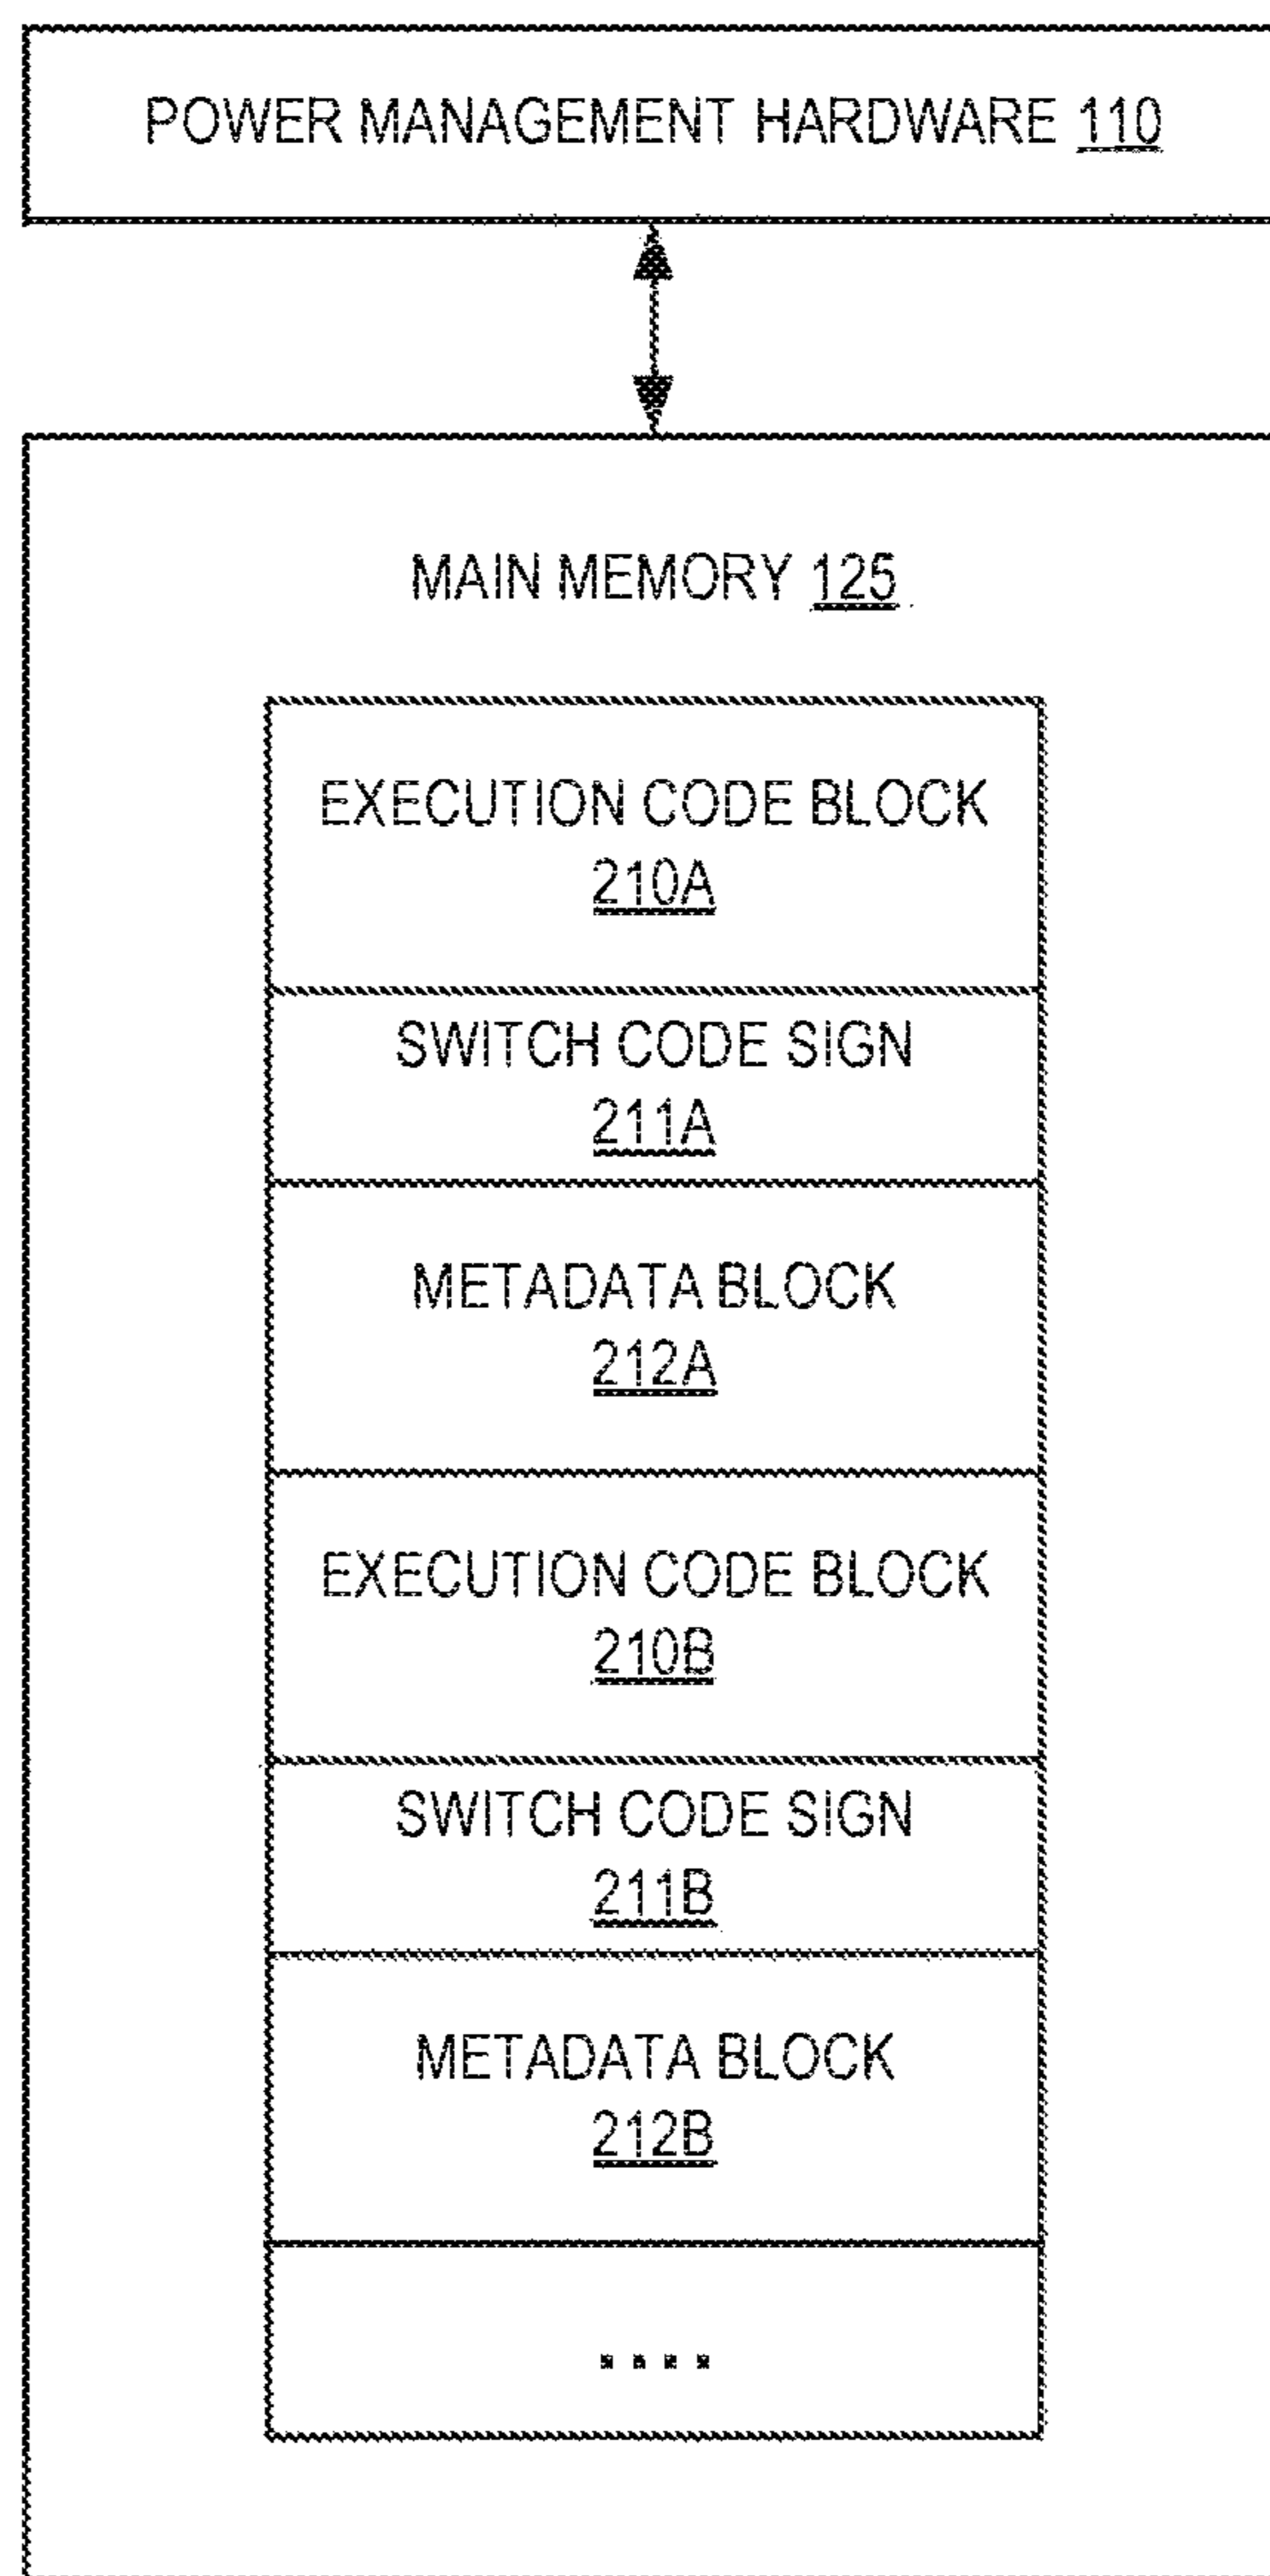 POWER MANAGEMENT HARDWARE 110
MAIN MEMORY 125
EXECUTION CODE BLOCK
210A
SWITCH CODE SIGN
211A
METADATA BLOCK
212A
EXECUTION CODE BLOCK
210B
SWITCH CODE SIGN
211B
METADATA BLOCK
212B
....